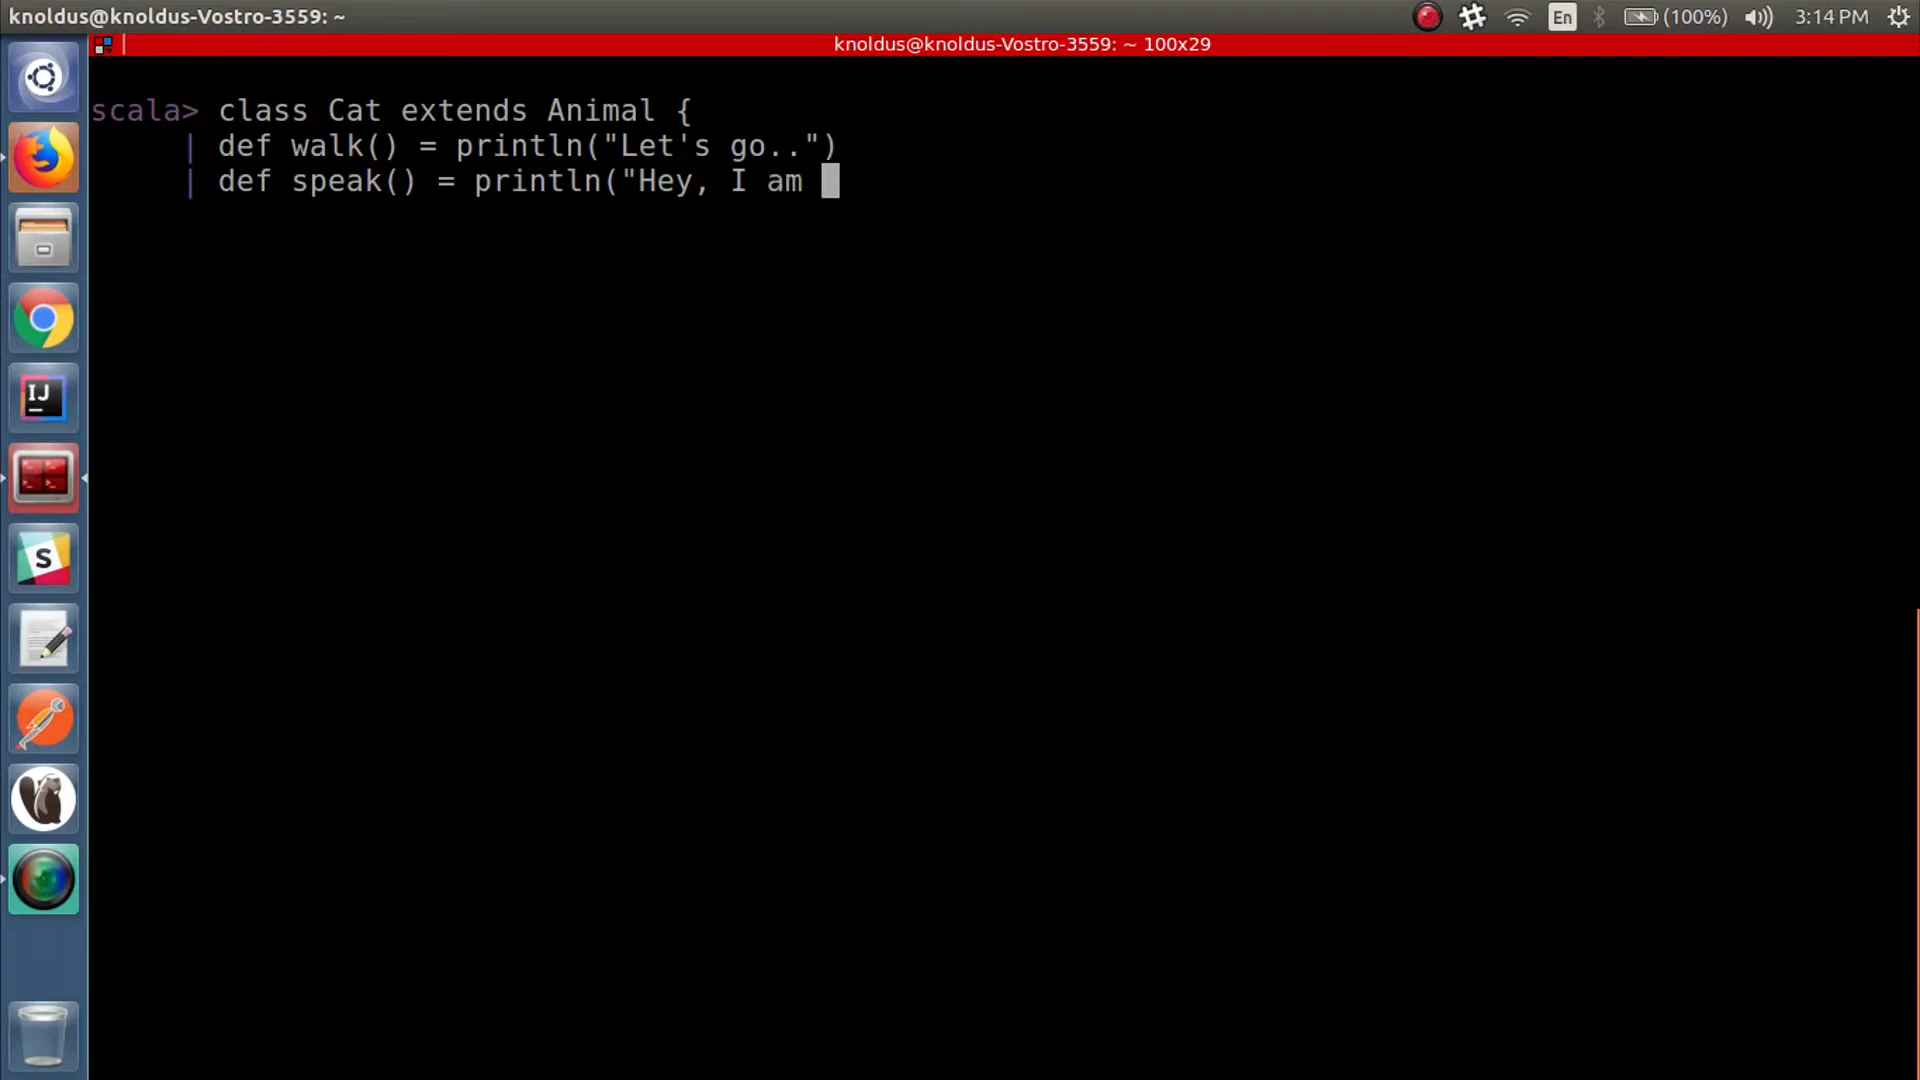 knoldus@knoldus-Vostro-3559: ~
En
(100%)
3:14 PM
knoldus@knoldus-Vostro-3559: ~ 100x29
scala> class Cat extends Animal {
| def walk() = println("Let's go..")
| def speak() = println("Hey, I am
IJ
S